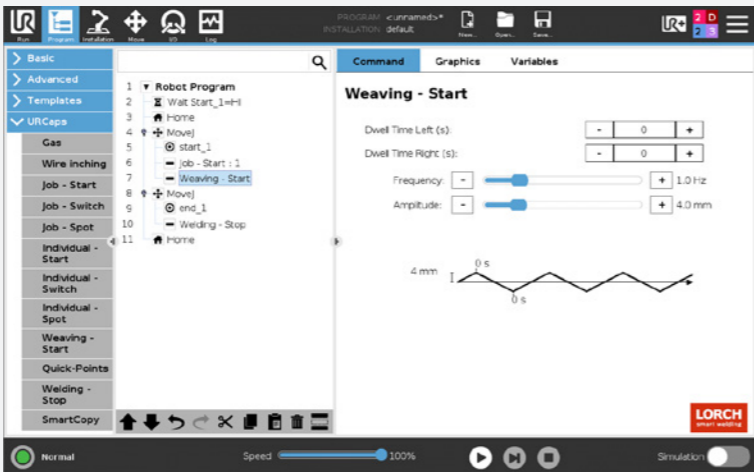 UR
PROGRAM <unnamed>*
INSTALLATION default
Run Program Installation Move I/O Log
New... Open... Save...
UR+
2 D
2 3
Basic
Advanced
Templates
URCaps
Gas
Wire inching
Job - Start
Job - Switch
Job - Spot
Individual -
Start
Individual -
Switch
Individual -
Spot
Weaving -
Start
Quick-Points
Welding -
Stop
SmartCopy
1 Robot Program
2 Wait Start_1=HI
3 Home
4 MoveJ
5 start_1
6 Job - Start : 1
7 Weaving - Start
8 MoveJ
9 end_1
10 Welding - Stop
11 Home
Command Graphics Variables
Weaving - Start
Dwell Time Left (s): - 0 +
Dwell Time Right (s): - 0 +
Frequency: - + 1.0 Hz
Amplitude: - + 4.0 mm
0 s
4 mm
0 s
LORCH
smart welding
Normal
Speed 100%
Simulation